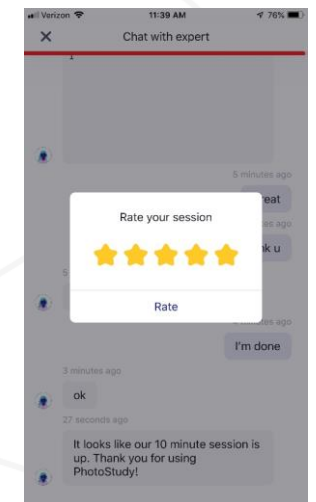 Verizon 11:39 AM 76%
Chat with expert
5 minutes ago
Rate your session
Rate
I'm done
3 minutes ago
ok
27 seconds ago
It looks like our 10 minute session is
up. Thank you for using
PhotoStudy!